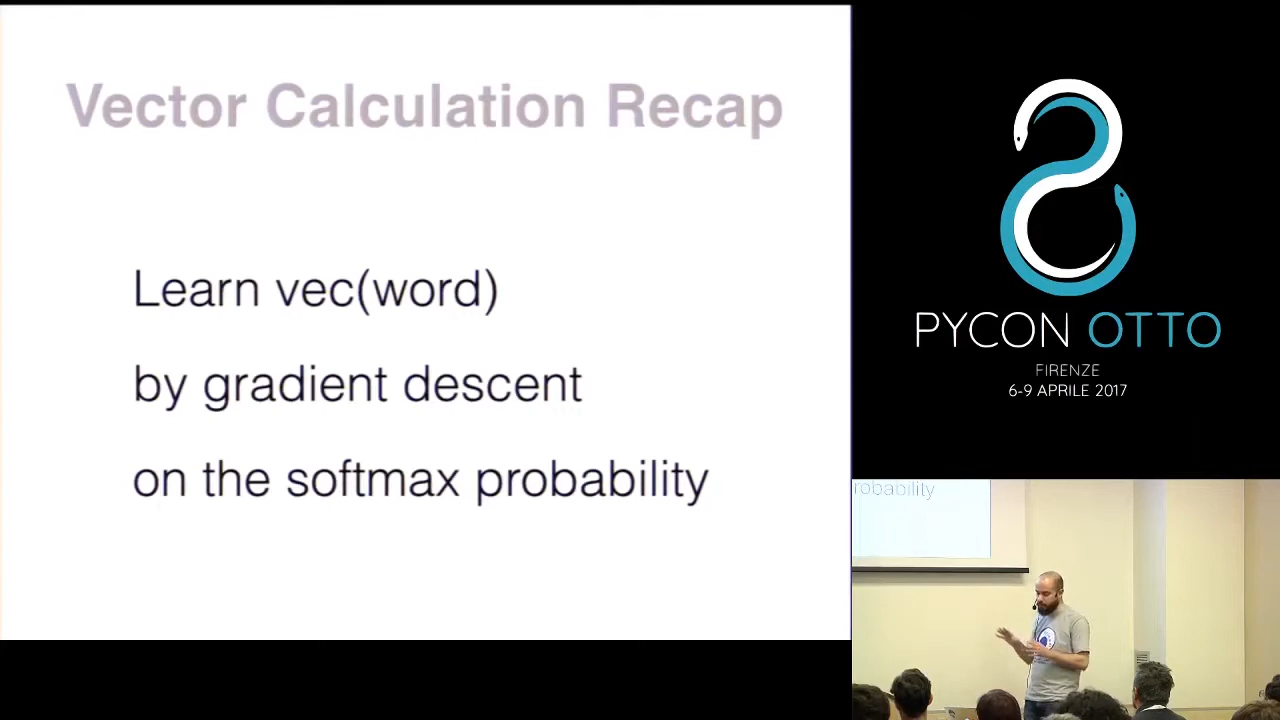 Vector Calculation Recap
Learn vec(word)
by gradient descent
on the softmax probability
PYCON OTTO
FIRENZE
6-9 APRILE 2017
robability